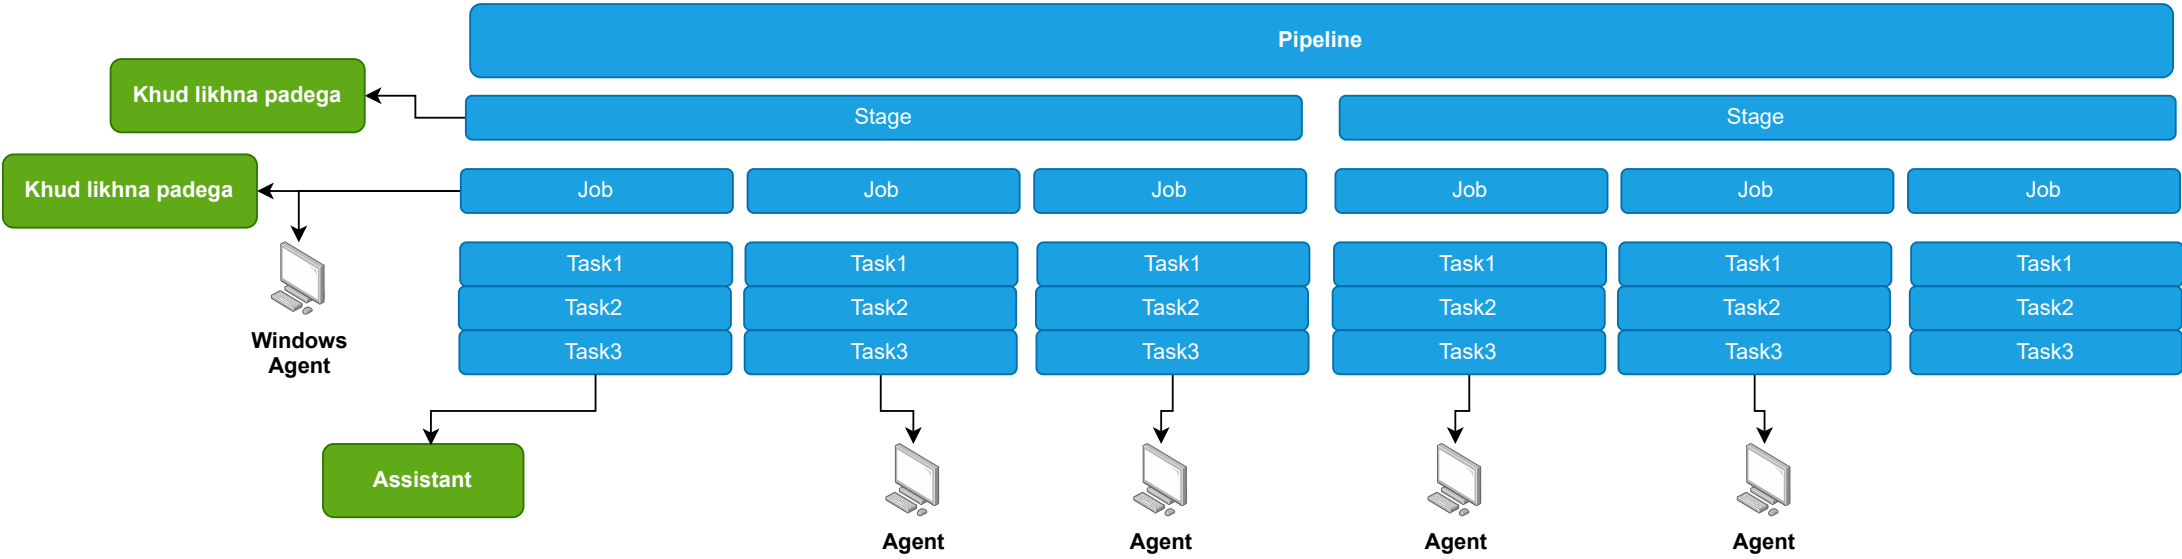 Pipeline
Khud likhna padega
Stage
Stage
Khud likhna padega
Job
Job
Job
Job
Job
Job
Task1
Task1
Task1
Task1
Task1
Task1
Task2
Task2
Task2
Task2
Task2
Task2
Windows
Agent
Task3
Task3
Task3
Task3
Task3
Task3
Assistant
Agent
Agent
Agent
Agent